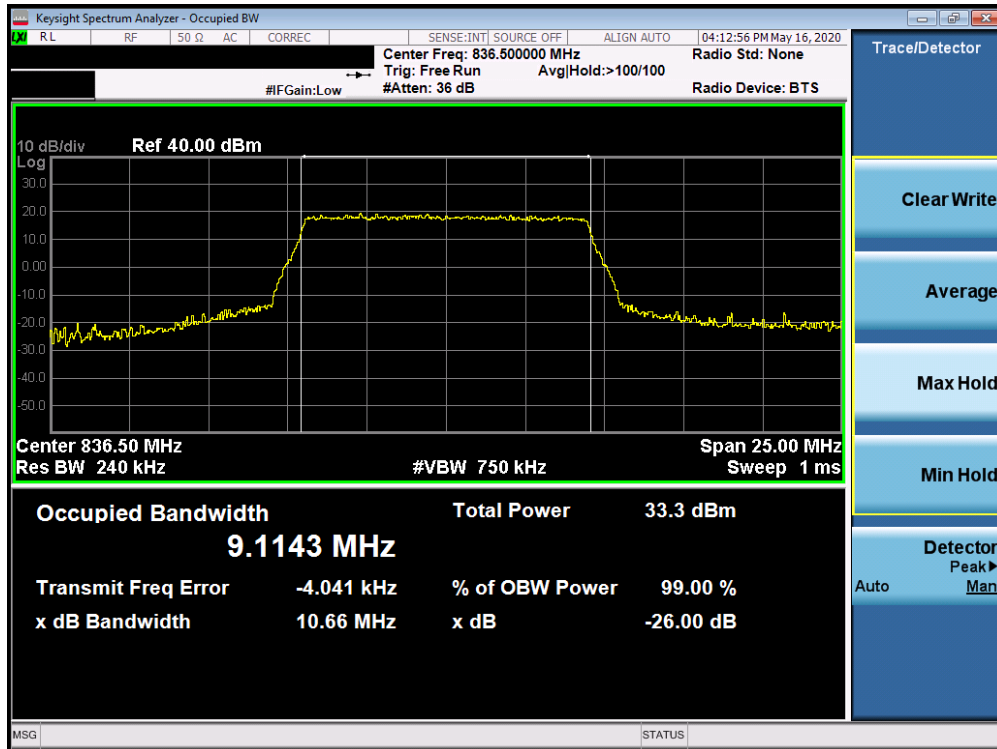 Keysight Spectrum Analyzer - Occupied BW
LXI RL RF 50 Ω AC CORREC SENSE:INT SOURCE OFF ALIGN AUTO 04:12:56 PM May 16, 2020
Center Freq: 836.500000 MHz Radio Std: None
Trig: Free Run Avg|Hold:>100/100
#IFGain:Low #Atten: 36 dB Radio Device: BTS
10 dB/div Ref 40.00 dBm
Log
30.0
20.0
10.0
0.00
-10.0
-20.0
-30.0
-40.0
-50.0
Center 836.50 MHz Span 25.00 MHz
Res BW 240 kHz #VBW 750 kHz Sweep 1 ms
Occupied Bandwidth Total Power 33.3 dBm
9.1143 MHz
Transmit Freq Error -4.041 kHz % of OBW Power 99.00 %
x dB Bandwidth 10.66 MHz x dB -26.00 dB
MSG STATUS
Trace/Detector
Clear Write
Average
Max Hold
Min Hold
Detector
Peak▶
Auto Man